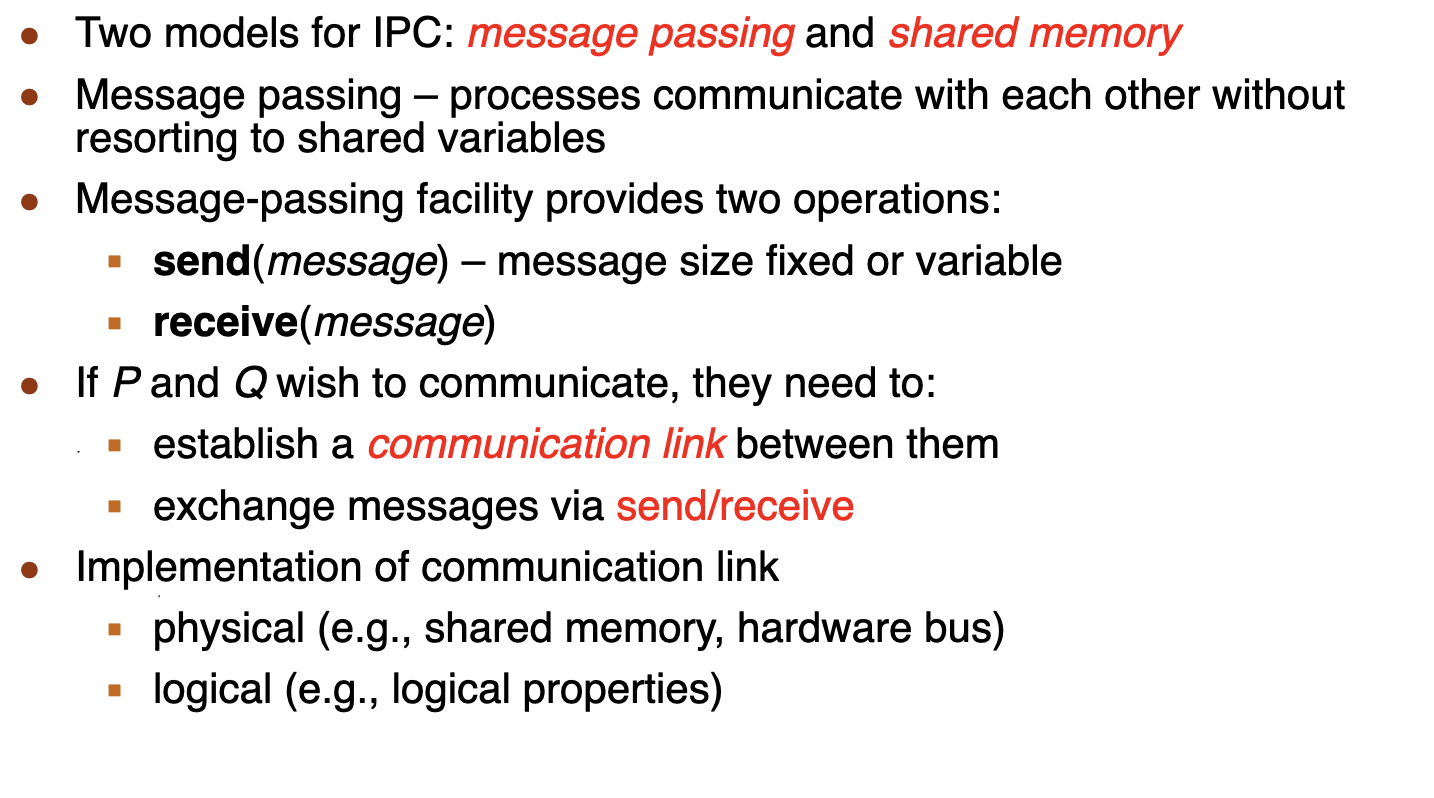 ● Two models for IPC: message passing and shared memory
● Message passing – processes communicate with each other without
resorting to shared variables
● Message-passing facility provides two operations:
▪ send(message) – message size fixed or variable
▪ receive(message)
● If P and Q wish to communicate, they need to:
▪ establish a communication link between them
▪ exchange messages via send/receive
● Implementation of communication link
▪ physical (e.g., shared memory, hardware bus)
▪ logical (e.g., logical properties)